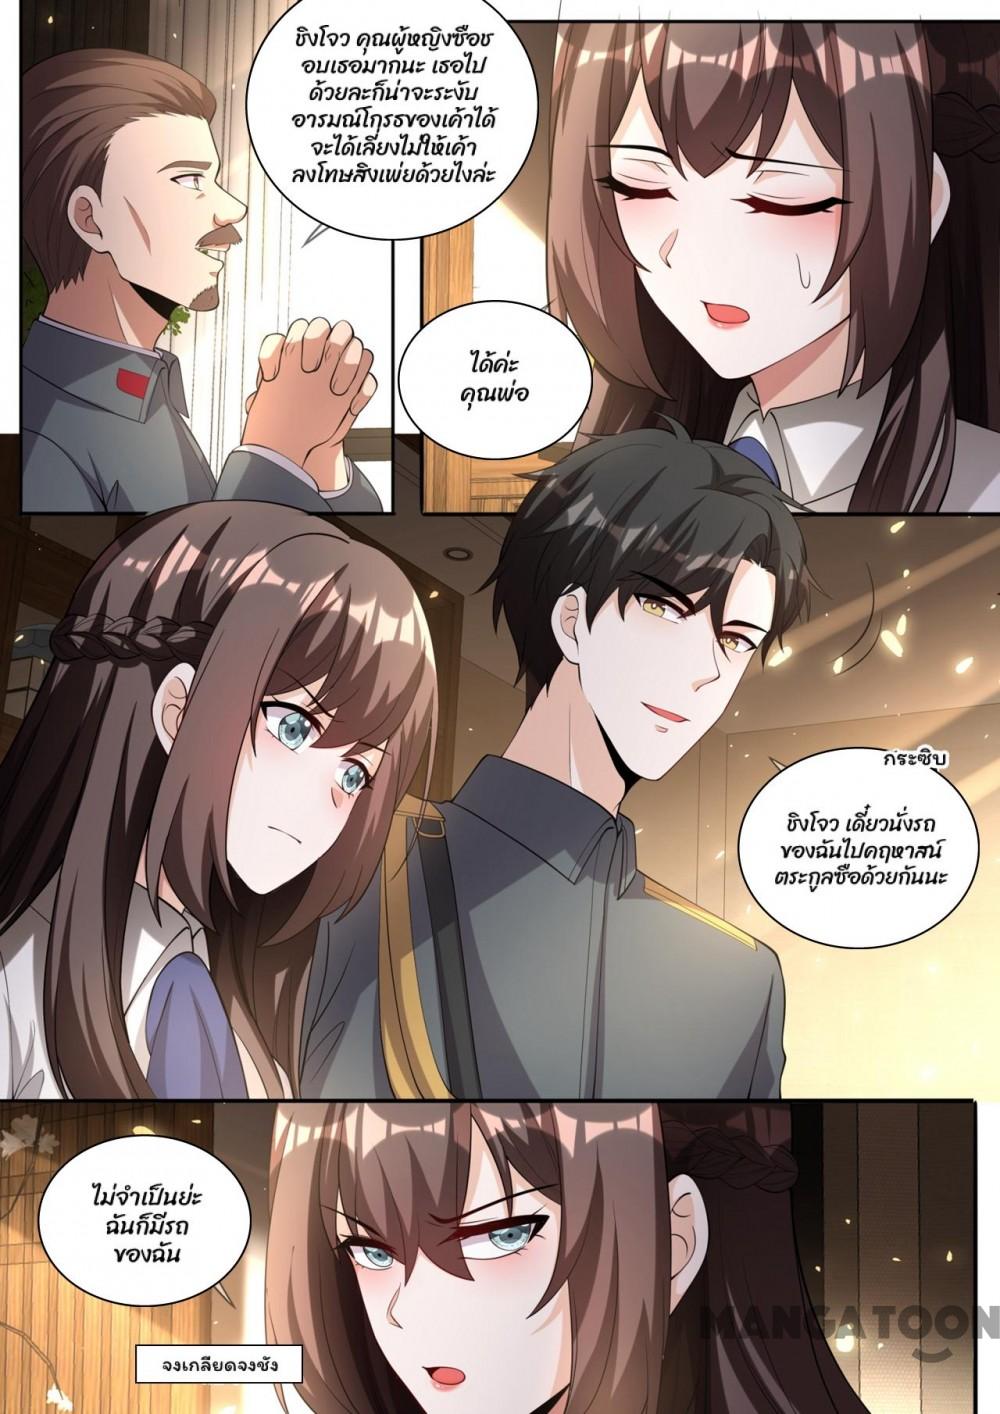 ชิงโจว คุณผู้หญิงซือช
อบเธอมากนะ เธอไป
ด้วยละก็น่าจะระงับ
อารมณ์โกรธของเค้าได้
จะได้เลี่ยงไม่ให้เค้า
ลงโทษสิงเพ่ยด้วยไงล่ะ
ได้ค่ะ
คุณพ่อ
กระซิบ
ชิงโจว เดี๋ยวนั่งรถ
ของฉันไปคฤหาสน์
ตระกูลซือด้วยกันนะ
ไม่จำเป็นย่ะ
ฉันก็มีรถ
ของฉัน
จงเกลียดจงชัง
MANGATOON